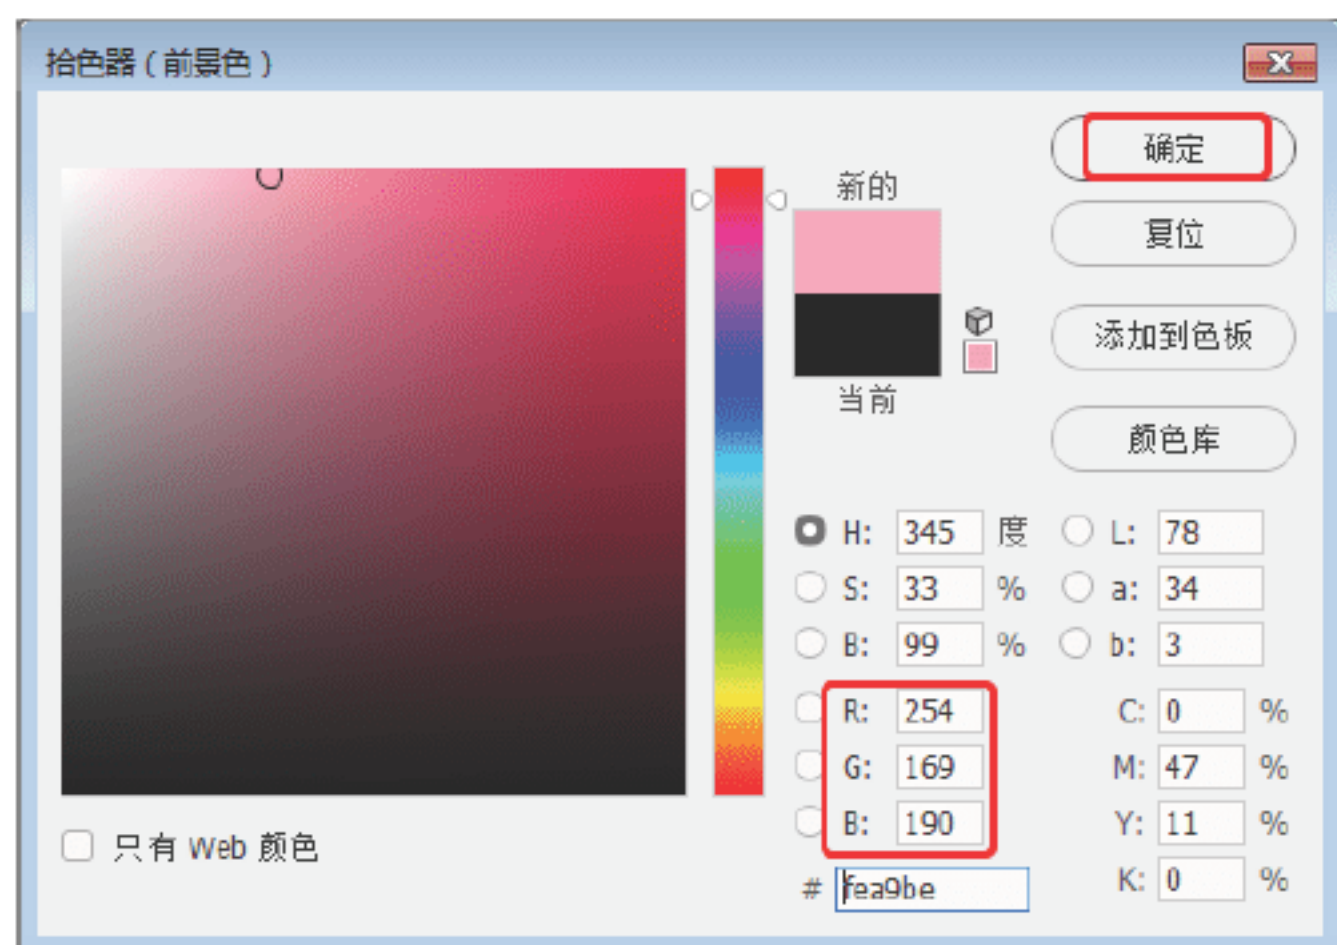 拾色器（前景色）
确定
新的
复位
添加到色板
当前
颜色库
H: 345 度 L: 78
S: 33 % a: 34
B: 99 % b: 3
R: 254 C: 0 %
G: 169 M: 47 %
B: 190 Y: 11 %
只有 Web 颜色
# fea9be K: 0 %